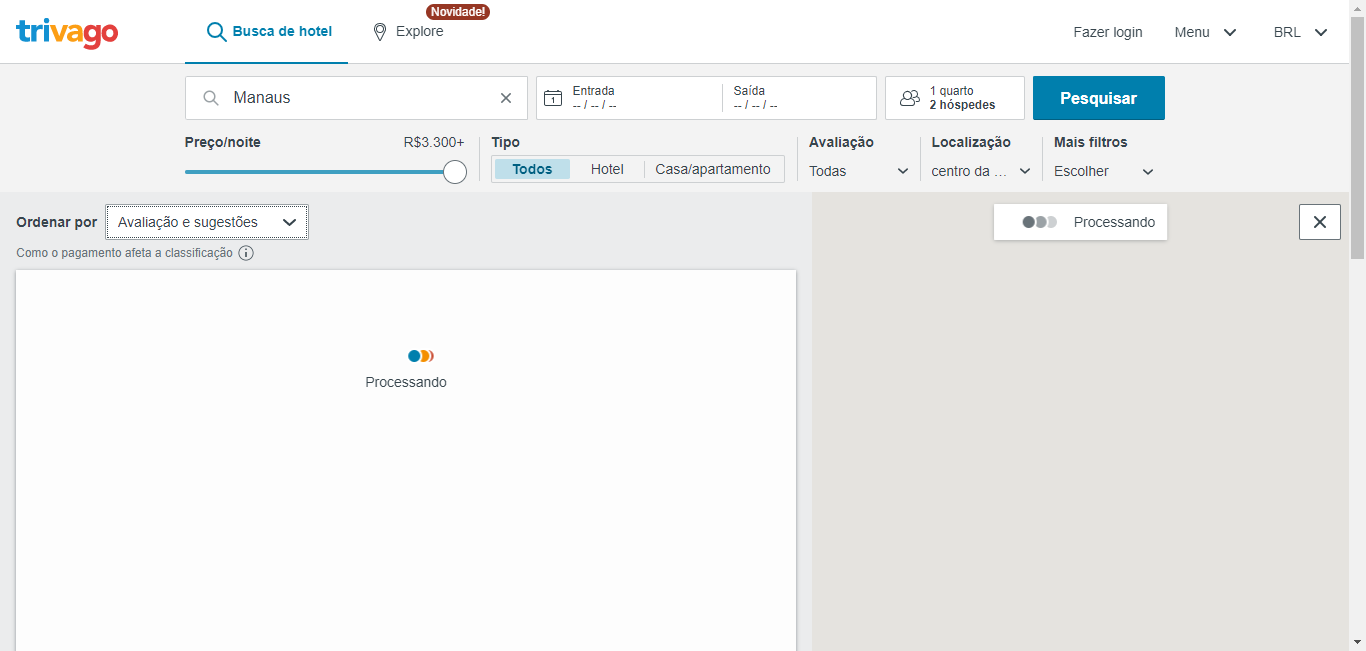 trivago
Busca de hotel
Novidade!
Explore
Fazer login
Menu
BRL
Manaus
Entrada
-- / -- / --
Saída
-- / -- / --
1 quarto
2 hóspedes
Pesquisar
Preço/noite
R$3.300+
Tipo
Todos
Hotel
Casa/apartamento
Avaliação
Todas
Localização
centro da ...
Mais filtros
Escolher
Ordenar por
Avaliação e sugestões
Como o pagamento afeta a classificação
Processando
Processando
1